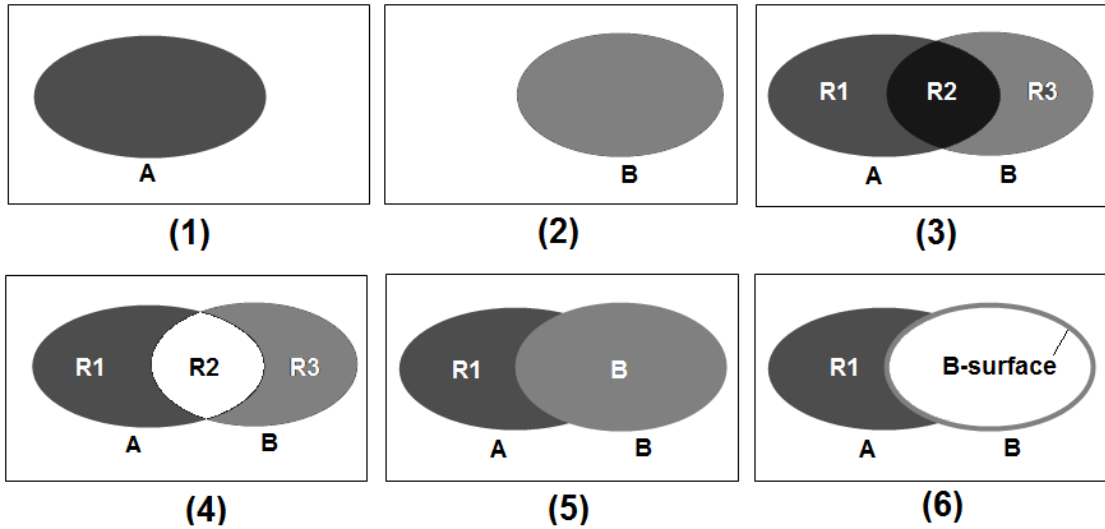 A
(1)
B
(2)
R1 R2 R3
A B
(3)
R1 R2 R3
A B
(4)
R1 B
A B
(5)
R1 B-surface
A B
(6)